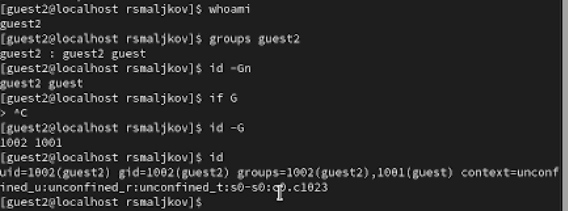 [guest2@localhost rsmaljkov]$ whoami
guest2
[guest2@localhost rsmaljkov]$ groups guest2
guest2 : guest2 guest
[guest2@localhost rsmaljkov]$ id -Gn
guest2 guest
[guest2@localhost rsmaljkov]$ if G
> ^C
[guest2@localhost rsmaljkov]$ id -G
1002 1001
[guest2@localhost rsmaljkov]$ id
uid=1002(guest2) gid=1002(guest2) groups=1002(guest2),1001(guest) context=unconf
ined_u:unconfined_r:unconfined_t:s0-s0:c0.c1023
[guest2@localhost rsmaljkov]$